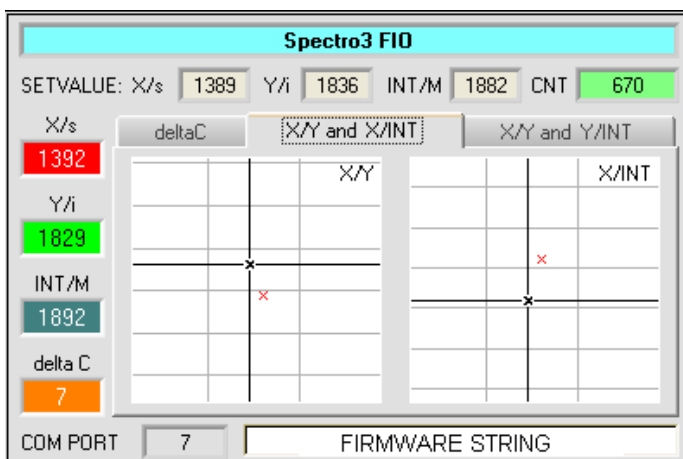 Spectro3 FIO
SETVALUE: X/s 1389 Y/i 1836 INT/M 1882 CNT 670
X/s
1392
Y/i
1829
INT/M
1892
delta C
7
deltaC X/Y and X/INT X/Y and Y/INT
X/Y X/INT
COM PORT 7 FIRMWARE STRING